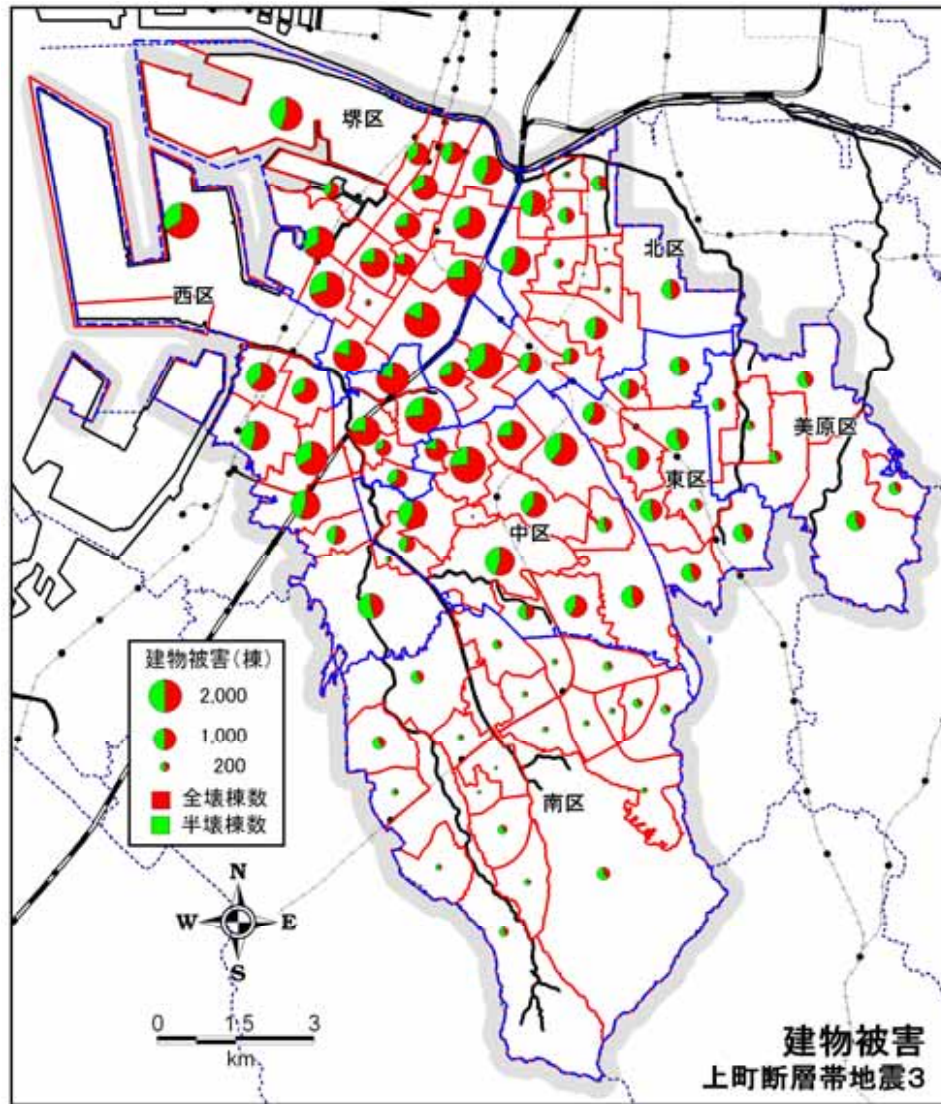 堺区
北区
西区
美原区
東区
中区
建物被害(棟)
2,000
1,000
200
全壊棟数
半壊棟数
南区
N
W E
S
0 1.5 3
km
建物被害
上町断層帯地震3